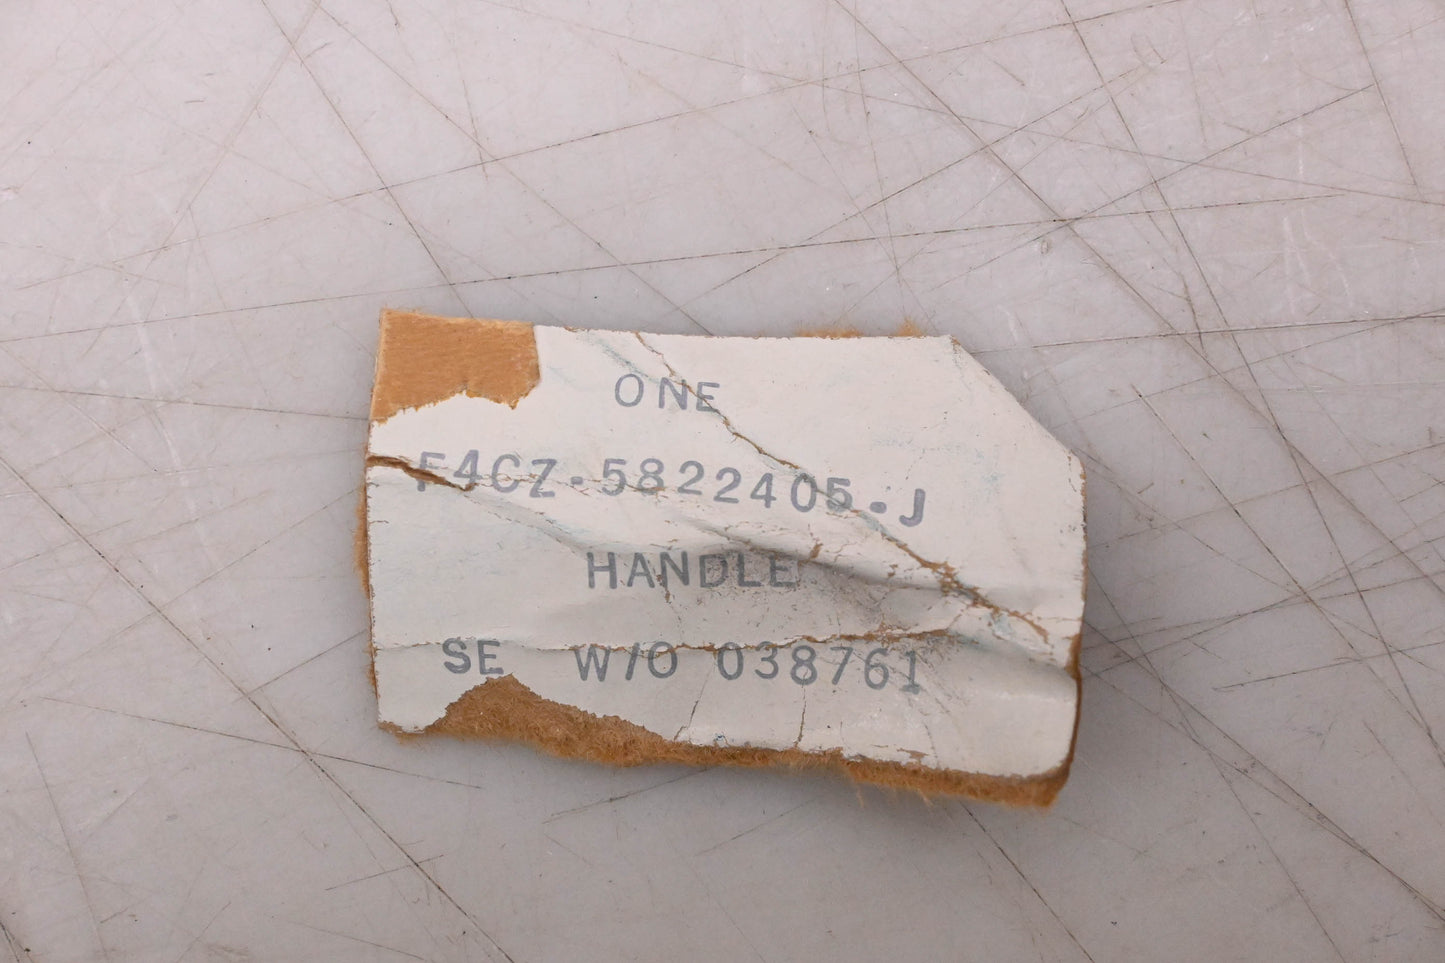 ONE
F4CZ-5822405-J
HANDLE
SE W/O 038761